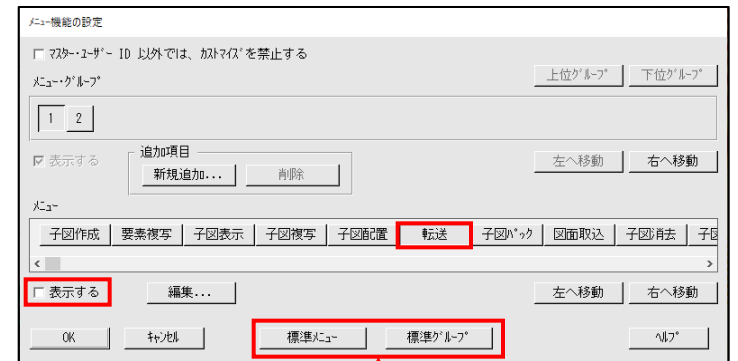 メニュー機能の設定
マスター・ユーザー ID 以外では、カスタマイズを禁止する
メニュー・グループ 上位グループ 下位グループ
1 2
表示する 追加項目 新規追加... 削除 左へ移動 右へ移動
メニュー
子図作成 要素複写 子図表示 子図複写 子図配置 転送 子図パック 図面取込 子図消去 子図
表示する 編集... 左へ移動 右へ移動
OK キャンセル 標準メニュー 標準グループ ヘルプ